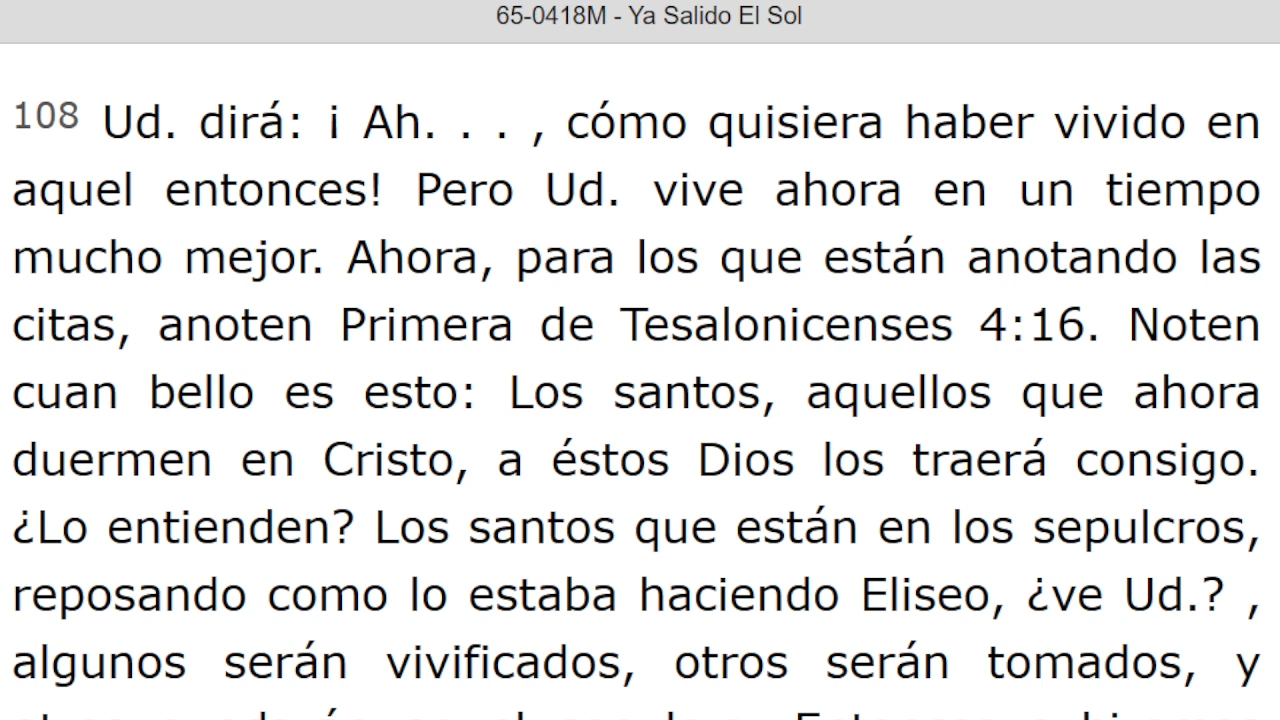 65-0418M - Ya Salido El Sol
108 Ud. dirá: ¡ Ah. . . , cómo quisiera haber vivido en
aquel entonces! Pero Ud. vive ahora en un tiempo
mucho mejor. Ahora, para los que están anotando las
citas, anoten Primera de Tesalonicenses 4:16. Noten
cuan bello es esto: Los santos, aquellos que ahora
duermen en Cristo, a éstos Dios los traerá consigo.
¿Lo entienden? Los santos que están en los sepulcros,
reposando como lo estaba haciendo Eliseo, ¿ve Ud.? ,
algunos serán vivificados, otros serán tomados, y